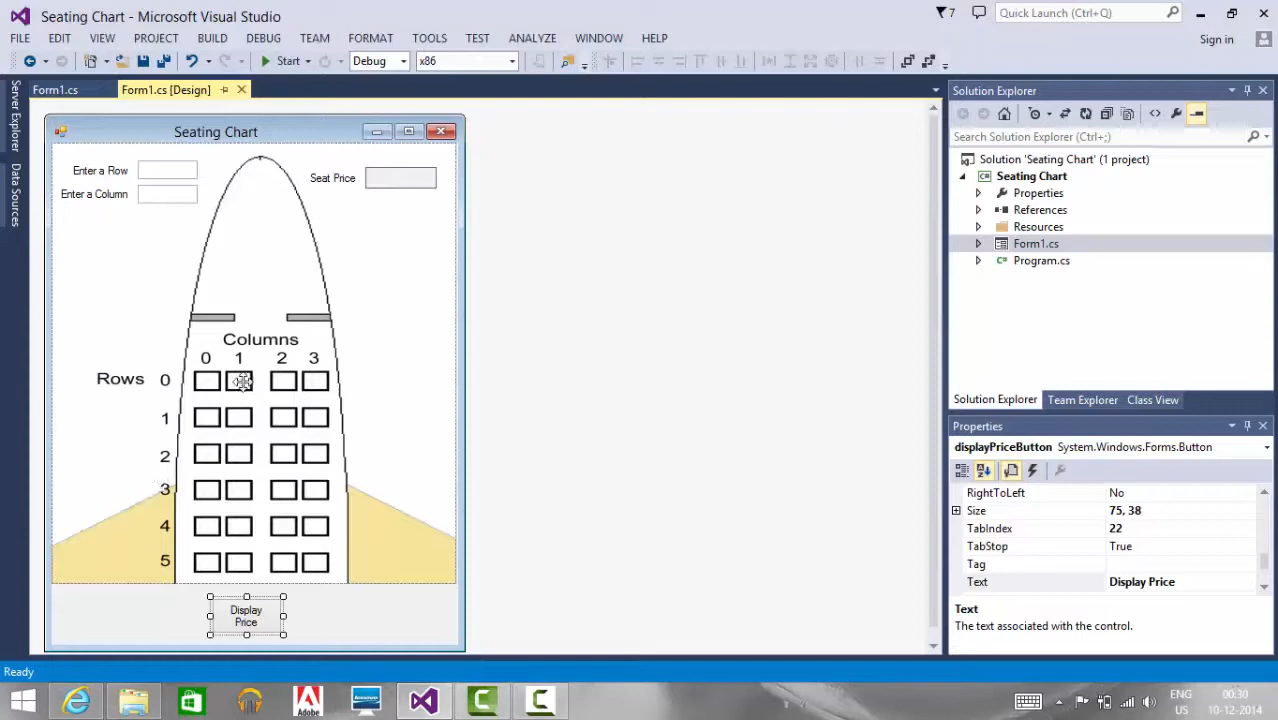 Seating Chart - Microsoft Visual Studio
7
Quick Launch (Ctrl+Q)
FILE EDIT VIEW PROJECT BUILD DEBUG TEAM FORMAT TOOLS TEST ANALYZE WINDOW HELP
Sign in
Start Debug x86
Server Explorer
Data Sources
Form1.cs Form1.cs [Design]
Seating Chart
Enter a Row
Enter a Column
Seat Price
Columns
0 1 2 3
Rows 0
1
2
3
4
5
Display
Price
Solution Explorer
Search Solution Explorer (Ctrl+;)
Solution 'Seating Chart' (1 project)
C# Seating Chart
Properties
References
Resources
Form1.cs
C# Program.cs
Solution Explorer Team Explorer Class View
Properties
displayPriceButton System.Windows.Forms.Button
RightToLeft No
Size 75, 38
TabIndex 22
TabStop True
Tag
Text Display Price
Text
The text associated with the control.
Ready
Adobe
lenovo
ENG 00:30
US 10-12-2014